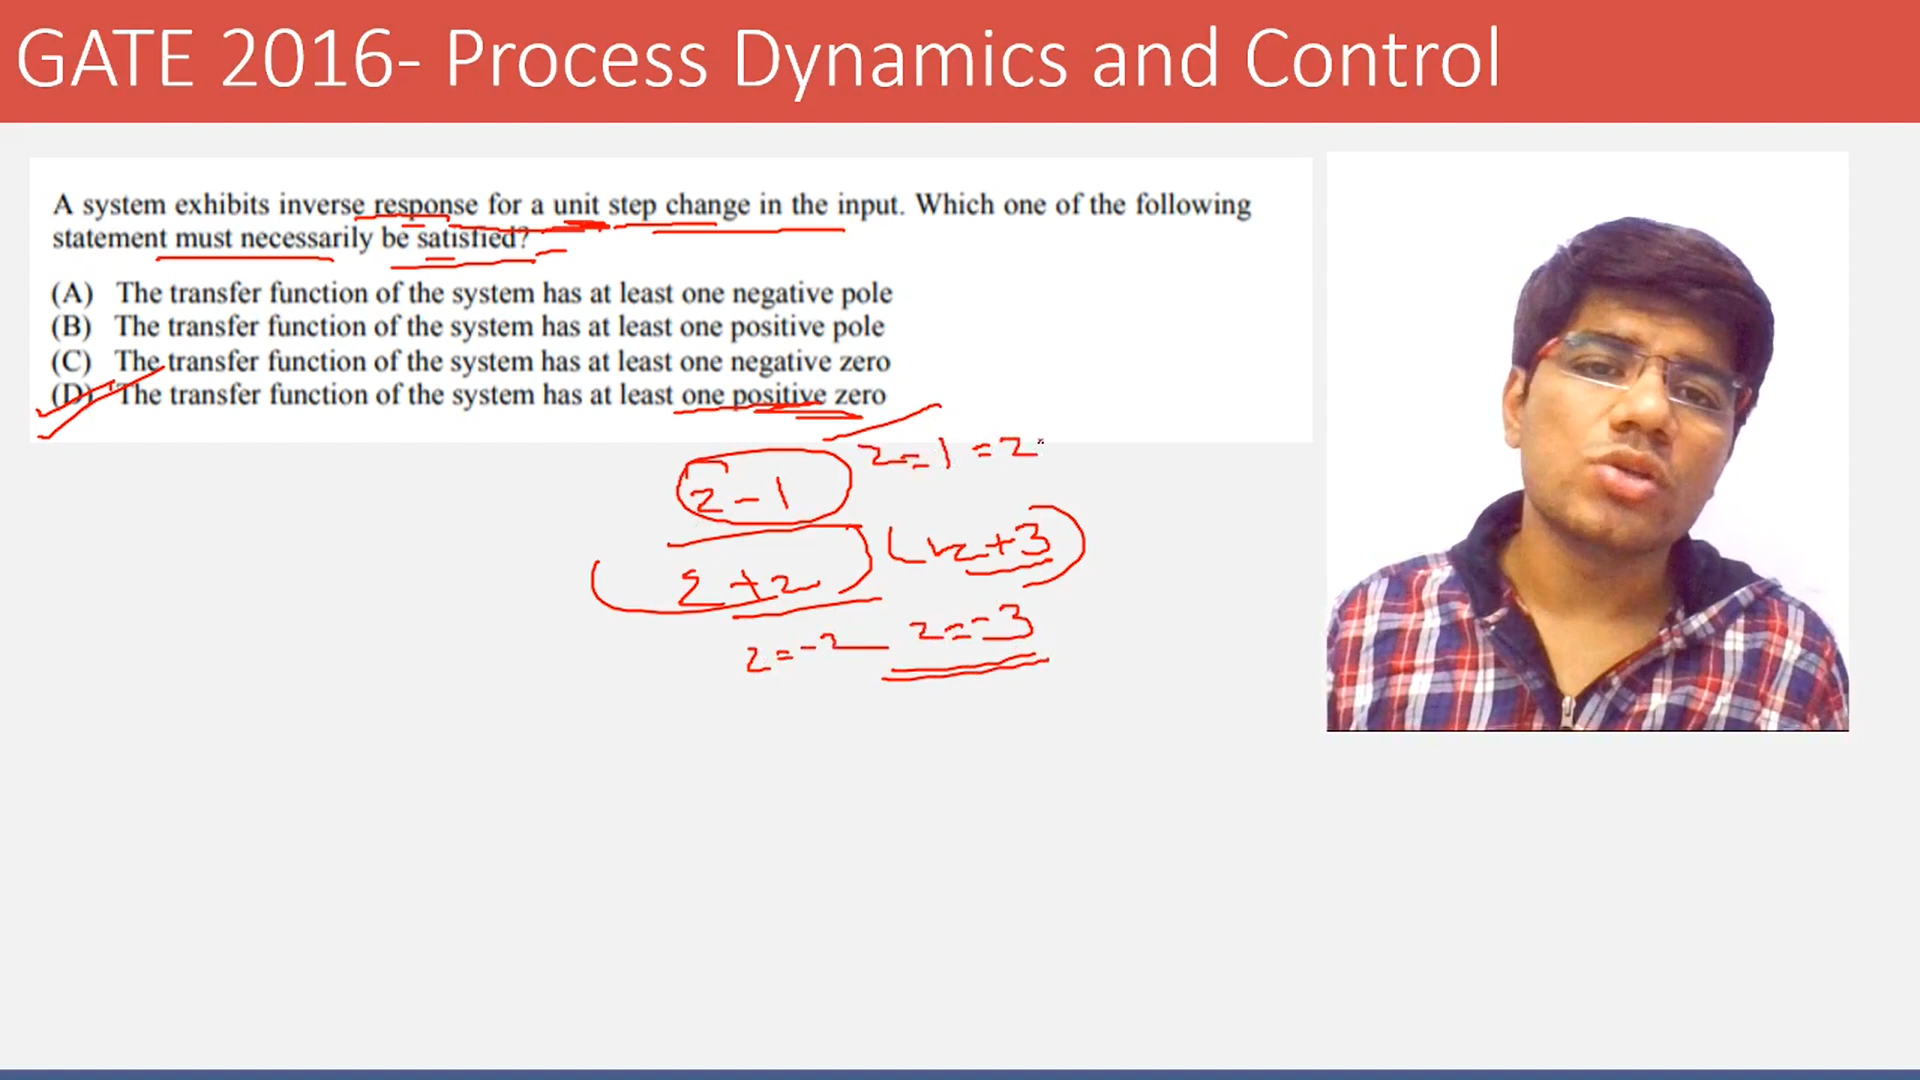 GATE 2016- Process Dynamics and Control
A system exhibits inverse response for a unit step change in the input. Which one of the following
statement must necessarily be satisfied?
(A) The transfer function of the system has at least one negative pole
(B) The transfer function of the system has at least one positive pole
(C) The transfer function of the system has at least one negative zero
(D) The transfer function of the system has at least one positive zero
z=1=z
z-1
z+2
z=-2
z=-3